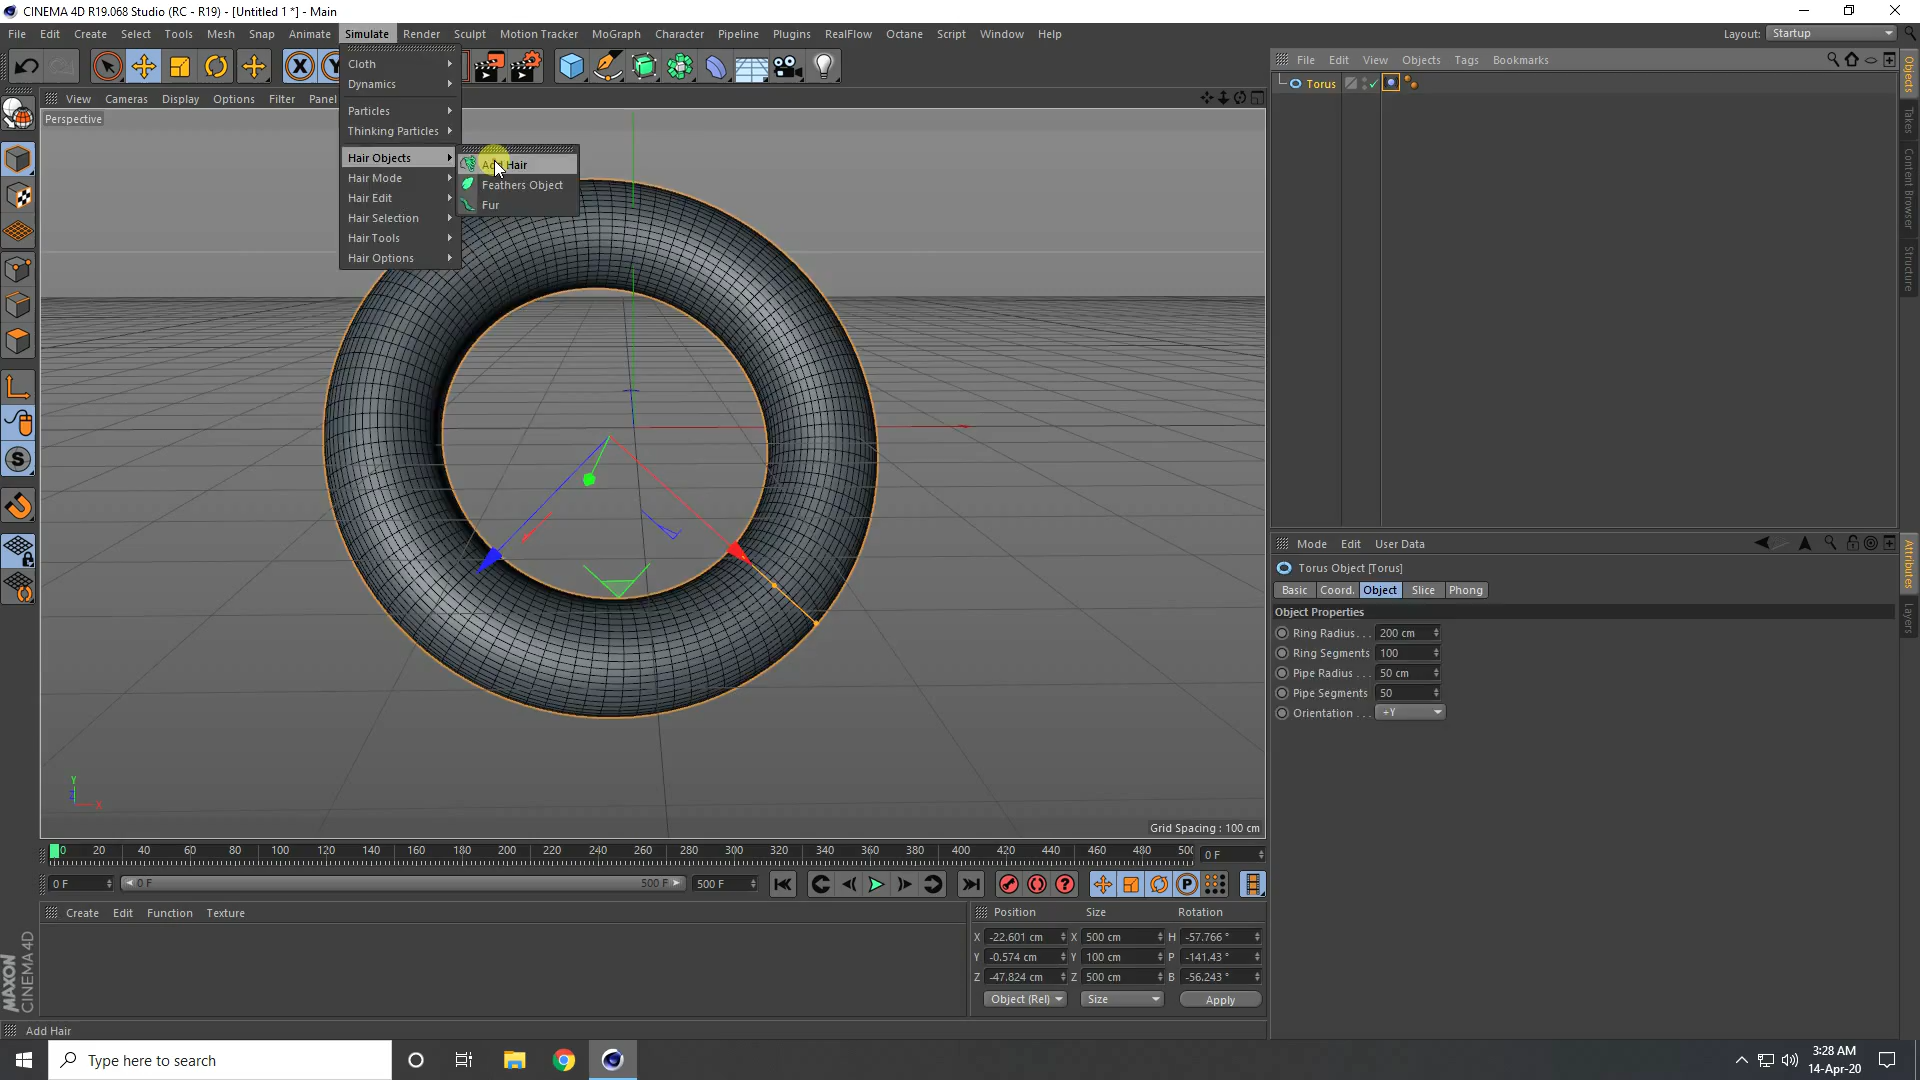 CINEMA 4D R19.068 Studio (RC - R19) - [Untitled 1 *] - Main
File Edit Create Select Tools Mesh Snap Animate Simulate Render Sculpt Motion Tracker MoGraph Character Pipeline Plugins RealFlow Octane Script Window Help Layout: Startup
View Cameras Display Options Filter Panel
Perspective
Cloth
Dynamics
Particles
Thinking Particles
Hair Objects
Hair Mode
Hair Edit
Hair Selection
Hair Tools
Hair Options
Add Hair
Feathers Object
Fur
File Edit View Objects Tags Bookmarks
Torus
Objects
Takes
Content Browser
Structure
Mode Edit User Data
Torus Object [Torus]
Basic Coord. Object Slice Phong
Object Properties
Ring Radius . . . 200 cm
Ring Segments 100
Pipe Radius . . 50 cm
Pipe Segments 50
Orientation . . . +Y
Attributes
Layers
Y
X
Grid Spacing : 100 cm
0 20 40 60 80 100 120 140 160 180 200 220 240 260 280 300 320 340 360 380 400 420 440 460 480 500
0 F
0 F 0 F 500 F 500 F
Create Edit Function Texture
Position Size Rotation
X -22.601 cm X 500 cm H -57.766 °
Y -0.574 cm Y 100 cm P -141.43 °
Z -47.824 cm Z 500 cm B -56.243 °
Object (Rel) Size Apply
MAXON
CINEMA 4D
Add Hair
Type here to search
3:28 AM
14-Apr-20